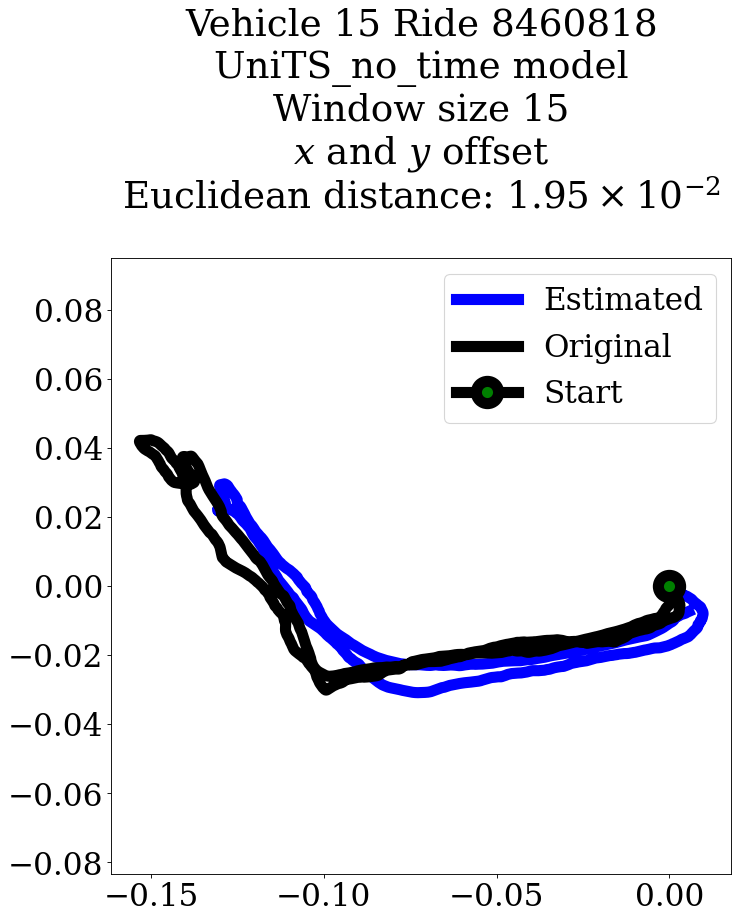 Vehicle 15 Ride 8460818
UniTS_no_time model
Window size 15
x and y offset
Euclidean distance: 1.95 × 10⁻²
Estimated
Original
Start
0.08
0.06
0.04
0.02
0.00
−0.02
−0.04
−0.06
−0.08
−0.15
−0.10
−0.05
0.00